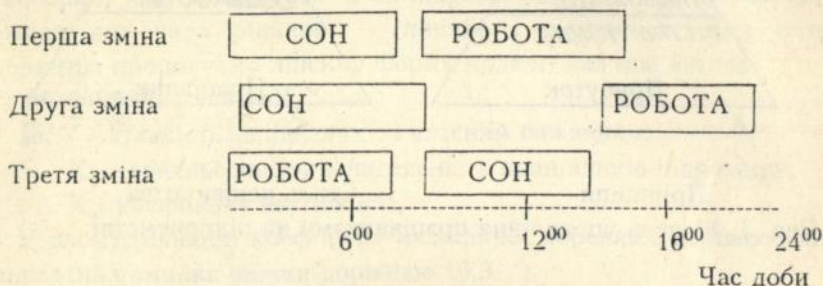 Перша зміна СОН РОБОТА
Друга зміна СОН РОБОТА
Третя зміна РОБОТА СОН
6⁰⁰ 12⁰⁰ 18⁰⁰ 24⁰⁰
Час доби